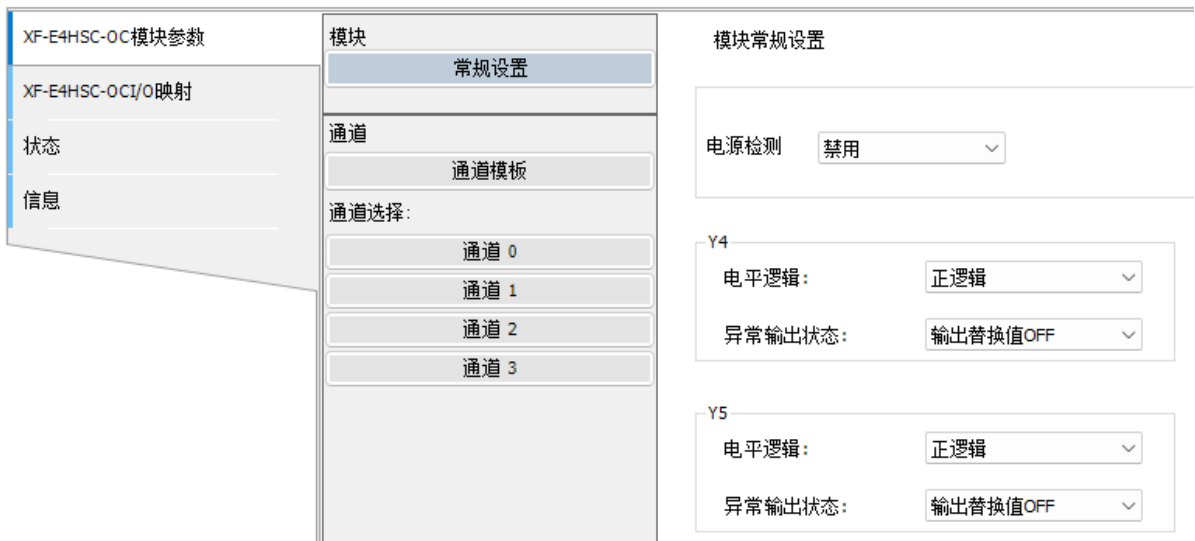 XF-E4HSC-OC模块参数
XF-E4HSC-OCI/O映射
状态
信息
模块
常规设置
通道
通道模板
通道选择:
通道 0
通道 1
通道 2
通道 3
模块常规设置
电源检测 禁用
Y4
电平逻辑: 正逻辑
异常输出状态: 输出替换值OFF
Y5
电平逻辑: 正逻辑
异常输出状态: 输出替换值OFF